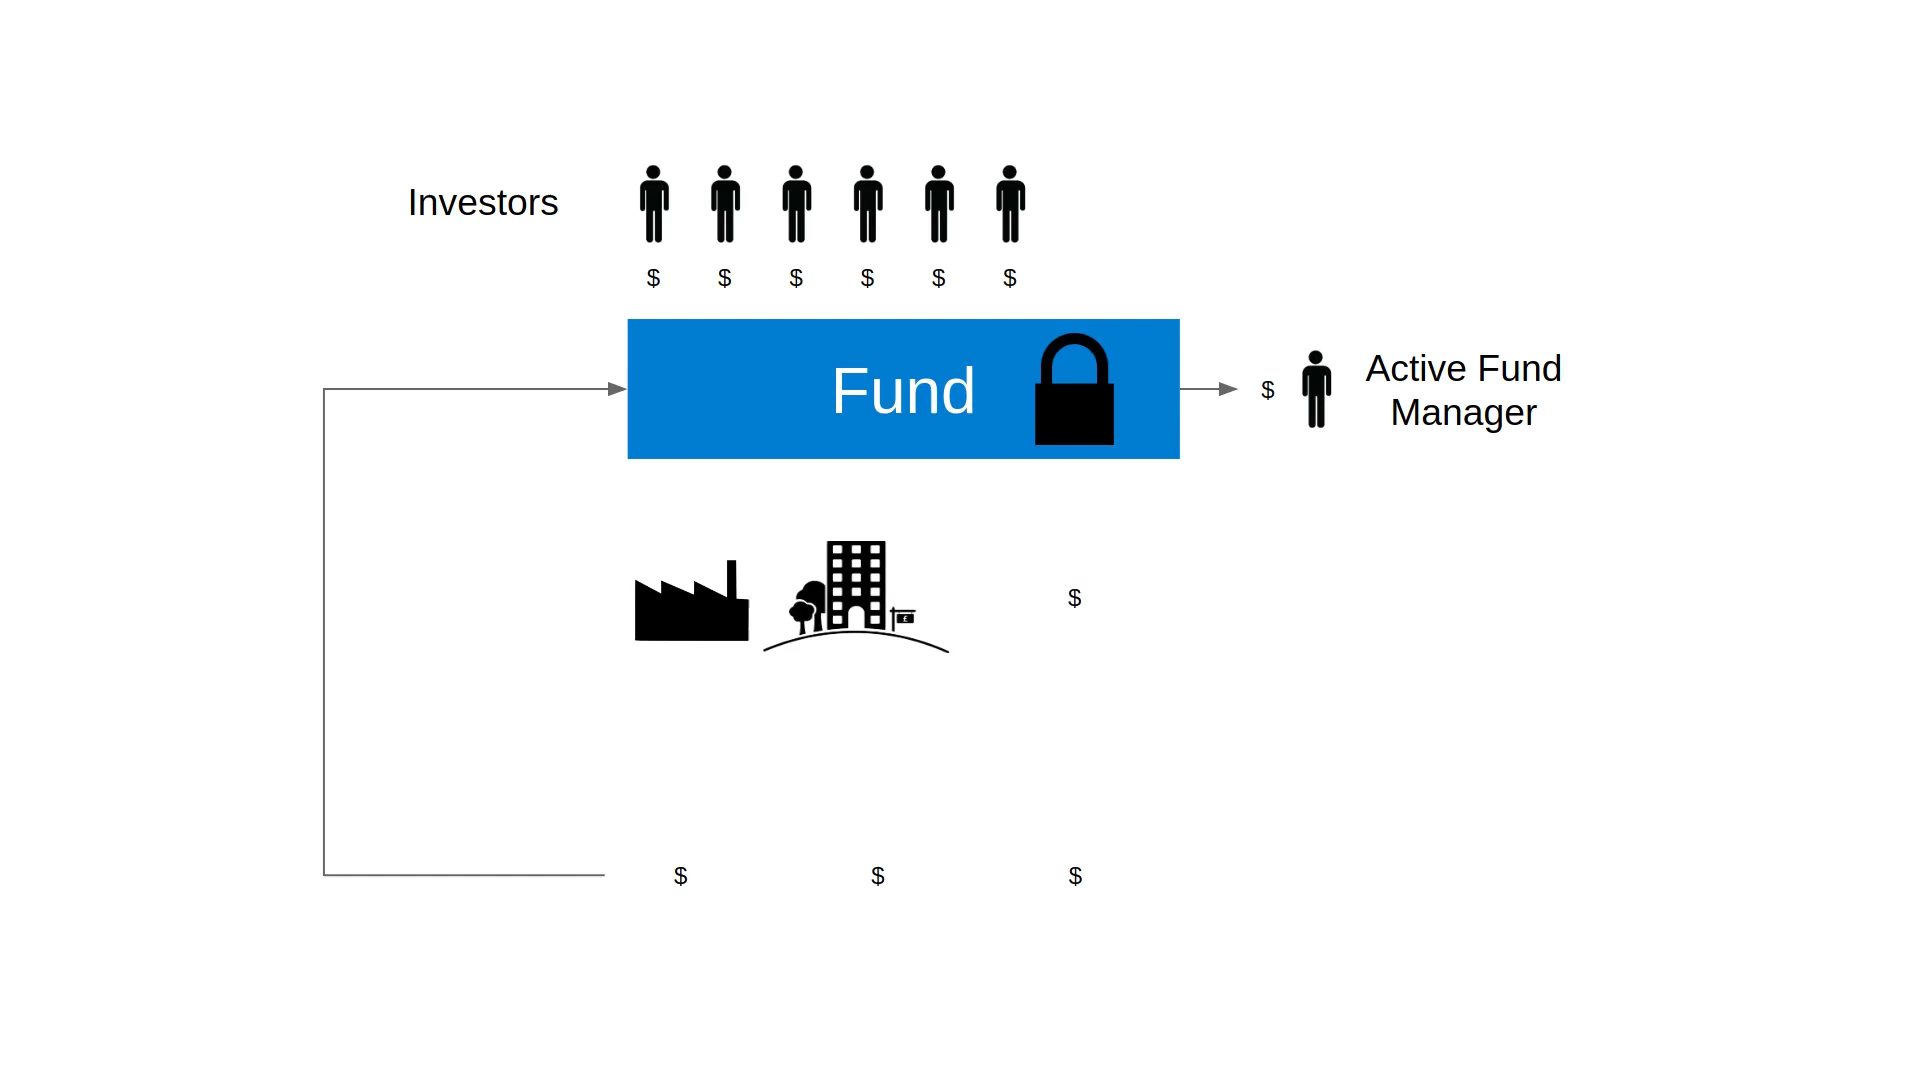 Investors
$ $ $ $ $ $
Fund
$
Active Fund
Manager
£
$
$ $ $